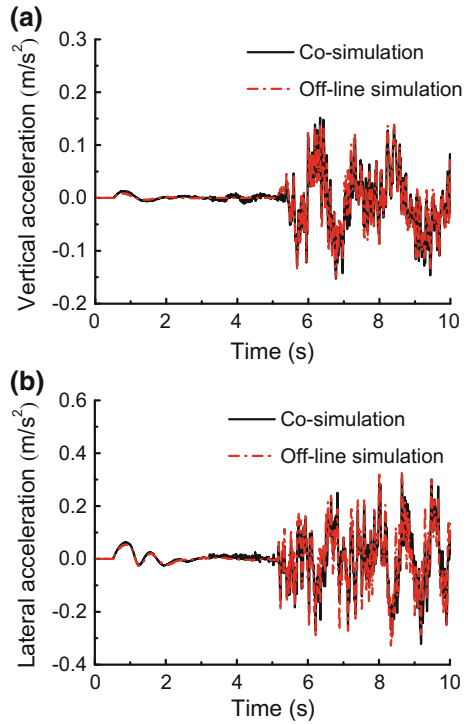 (a)
0.3
Co-simulation
Off-line simulation
0.2
0.1
0.0
-0.1
-0.2
Vertical acceleration (m/s²)
0 2 4 6 8 10
Time (s)
(b)
0.6
Co-simulation
0.4
Off-line simulation
0.2
0.0
-0.2
-0.4
Lateral acceleration (m/s²)
0 2 4 6 8 10
Time (s)